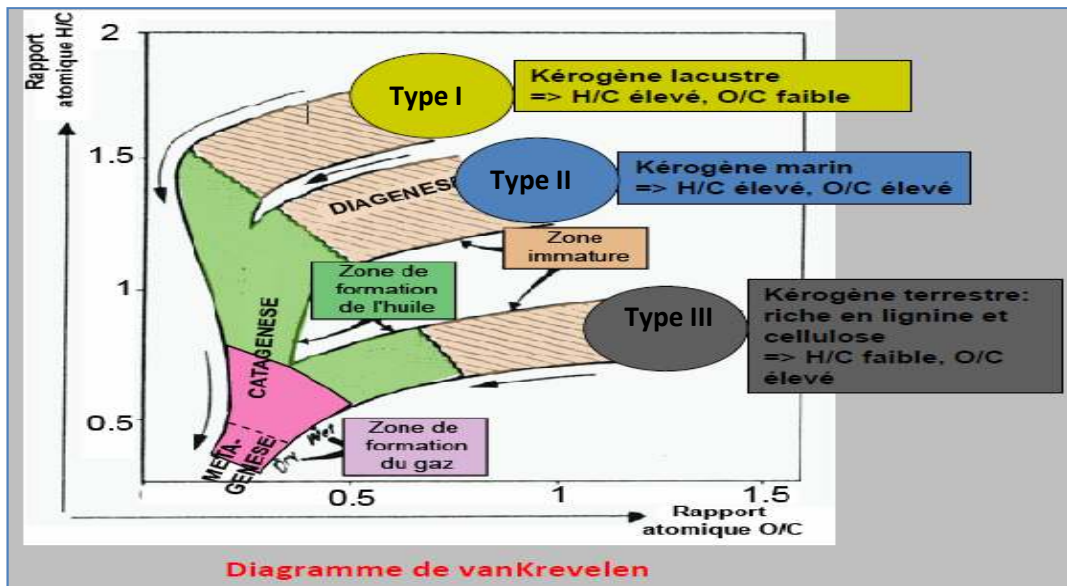 Rapport
atomique H/C
2
1.5
1
0.5
Type I
Kérogène lacustre
=> H/C élevé, O/C faible
Type II
Kérogène marin
=> H/C élevé, O/C élevé
DIAGENESE
Zone
immature
Zone de
formation
de l'huile
Type III
Kérogène terrestre:
riche en lignine et
cellulose
=> H/C faible, O/C
élevé
CATAGENESE
META-
GENESE
Dry
Wet
Zone de
formation
du gaz
0.5
1
1.5
Rapport
atomique O/C
Diagramme de vanKrevelen